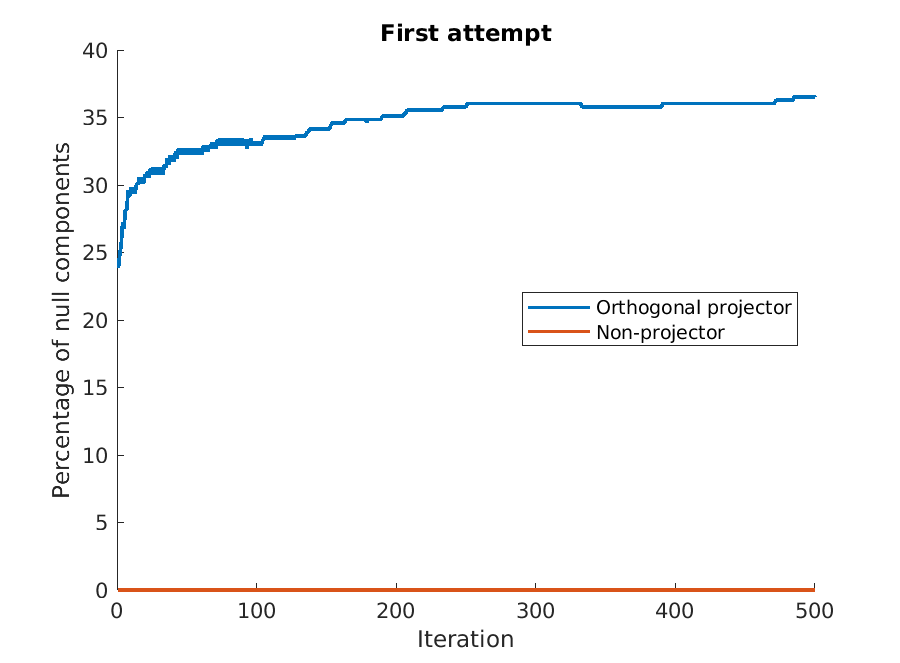 First attempt
Percentage of null components
40
35
30
25
20
15
10
5
0
0 100 200 300 400 500
Iteration
Orthogonal projector
Non-projector